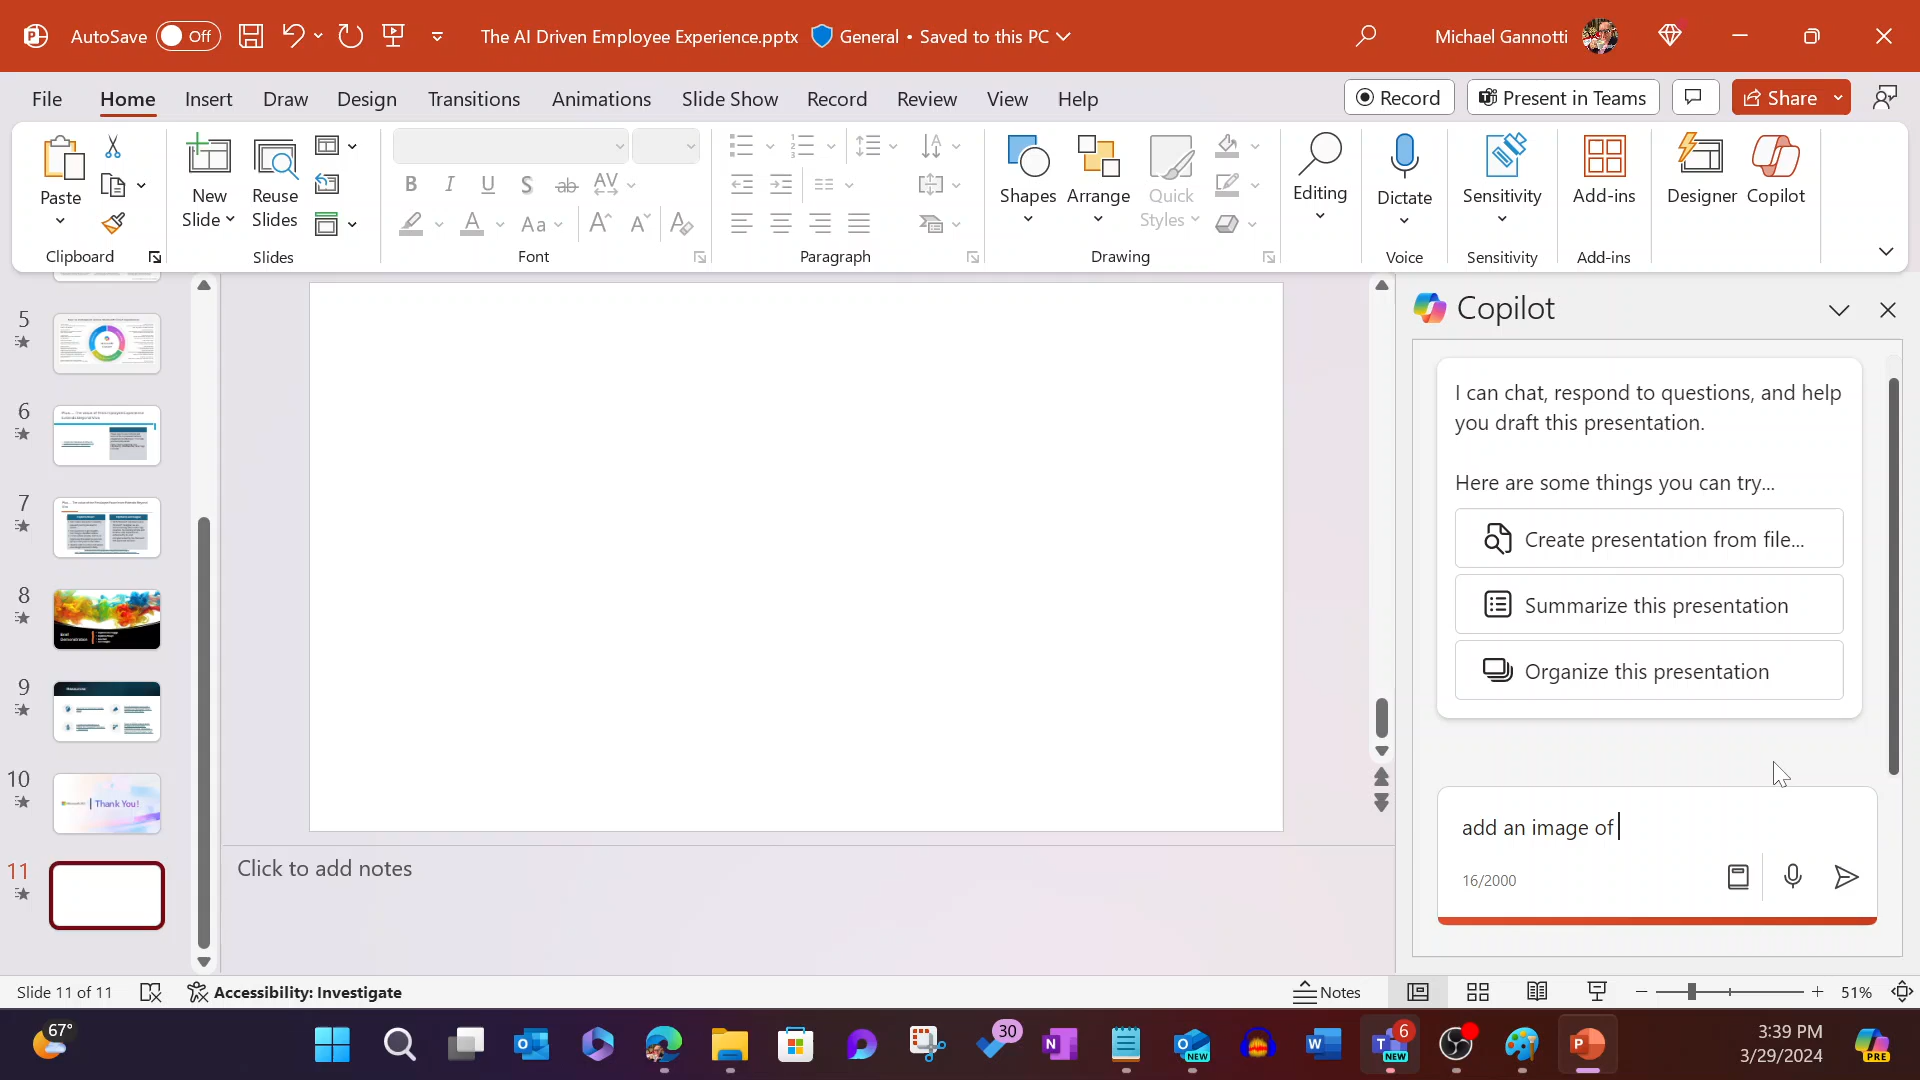 AutoSave Off
The AI Driven Employee Experience.pptx General • Saved to this PC
Michael Gannotti
File Home Insert Draw Design Transitions Animations Slide Show Record Review View Help
Record Present in Teams Share
Paste
New Slide
Reuse Slides
B I U S ab AV
A Aa A A A
Shapes Arrange Quick Styles
Editing
Dictate
Sensitivity
Add-ins
Designer Copilot
Clipboard Slides Font Paragraph Drawing Voice Sensitivity Add-ins
5
6
7
8
9
10
Thank You!
11
Click to add notes
Copilot
I can chat, respond to questions, and help
you draft this presentation.
Here are some things you can try...
Create presentation from file...
Summarize this presentation
Organize this presentation
add an image of
16/2000
Slide 11 of 11 Accessibility: Investigate Notes 51%
67° 30 6 NEW NEW PRE
3:39 PM
3/29/2024